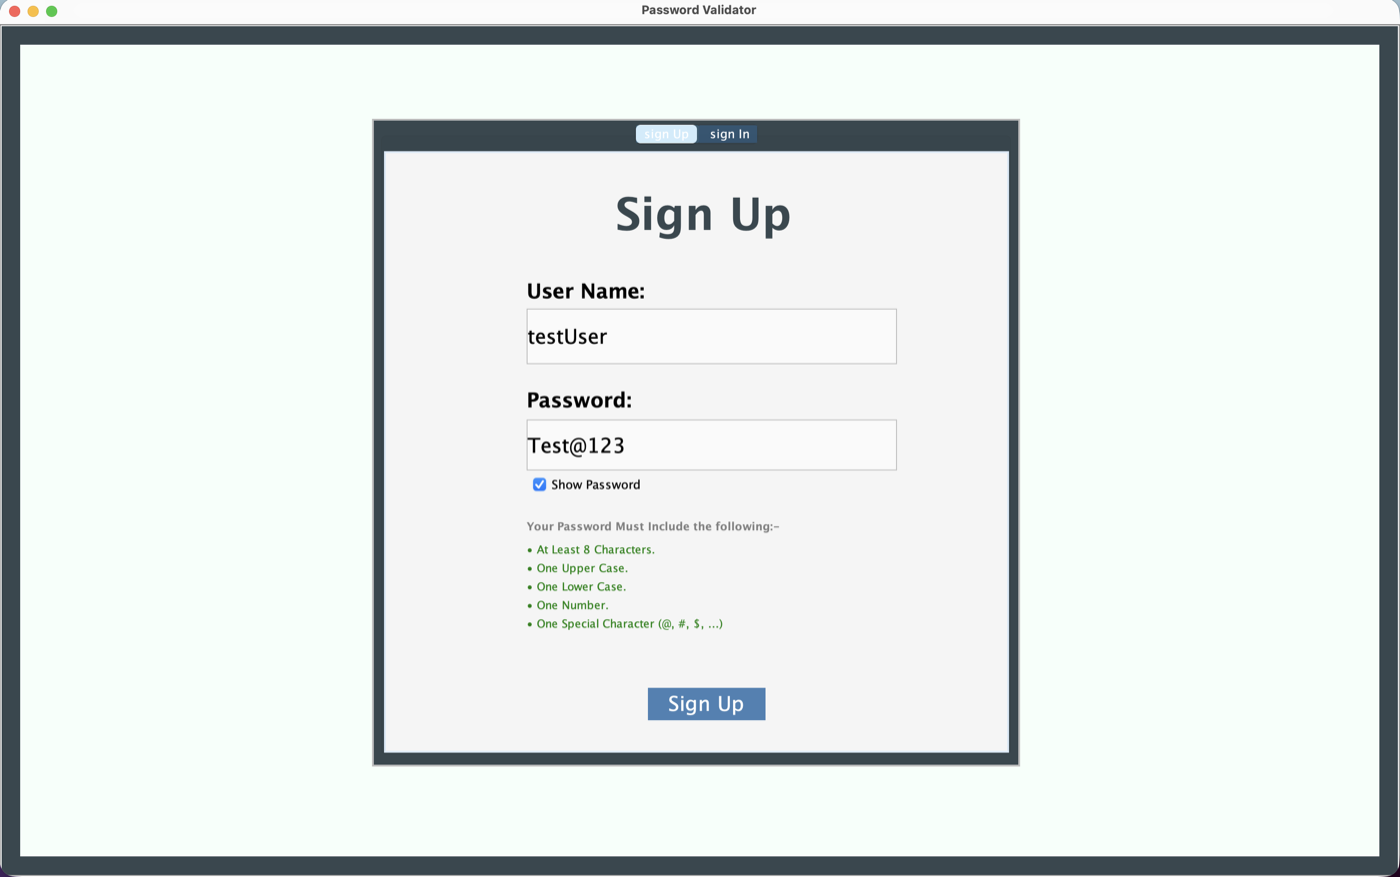 Password Validator
sign Up sign In
Sign Up
User Name:
testUser
Password:
Test@123
Show Password
Your Password Must Include the following:-
• At Least 8 Characters.
• One Upper Case.
• One Lower Case.
• One Number.
• One Special Character (@, #, $, ...)
Sign Up